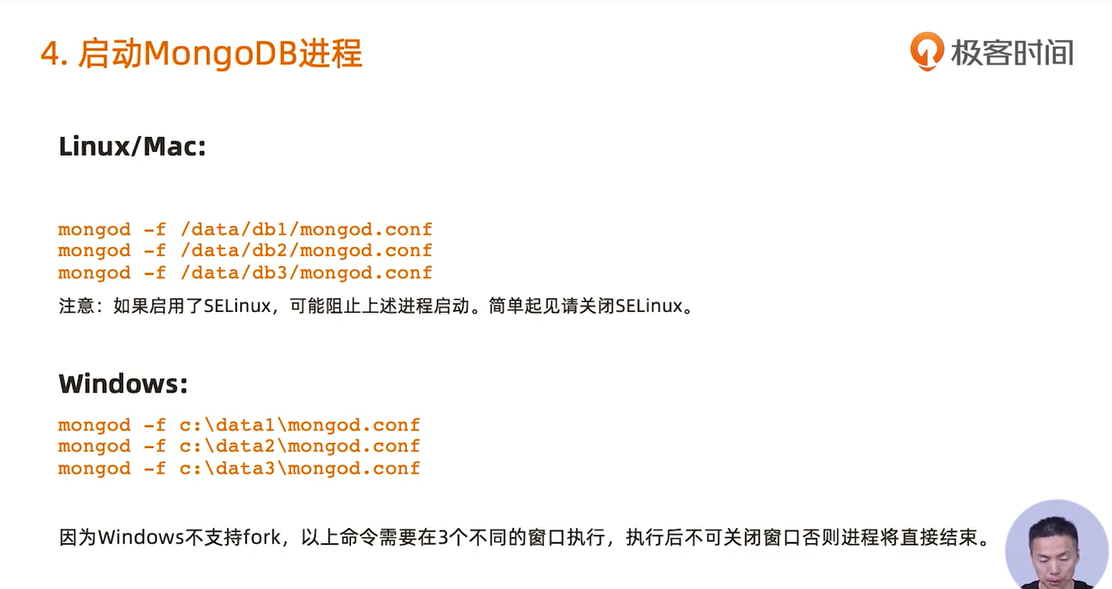 4. 启动MongoDB进程
极客时间
Linux/Mac:
mongod -f /data/db1/mongod.conf
mongod -f /data/db2/mongod.conf
mongod -f /data/db3/mongod.conf
注意：如果启用了SELinux，可能阻止上述进程启动。简单起见请关闭SELinux。
Windows:
mongod -f c:\data1\mongod.conf
mongod -f c:\data2\mongod.conf
mongod -f c:\data3\mongod.conf
因为Windows不支持fork，以上命令需要在3个不同的窗口执行，执行后不可关闭窗口否则进程将直接结束。